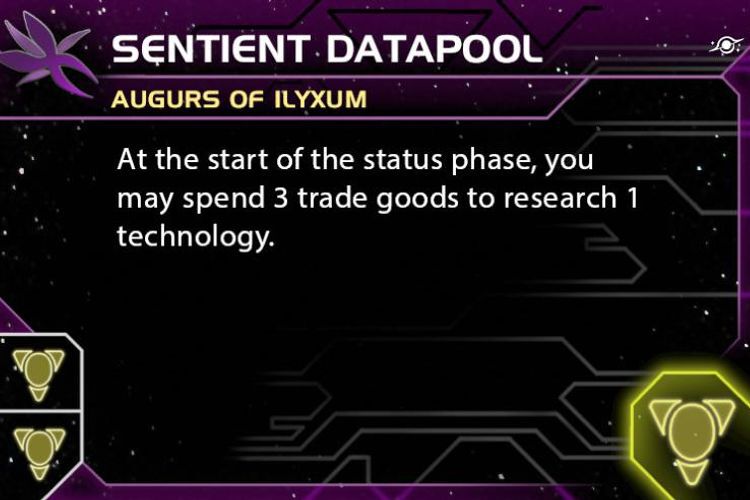 SENTIENT DATAPOOL
AUGURS OF ILYXUM
At the start of the status phase, you
may spend 3 trade goods to research 1
technology.